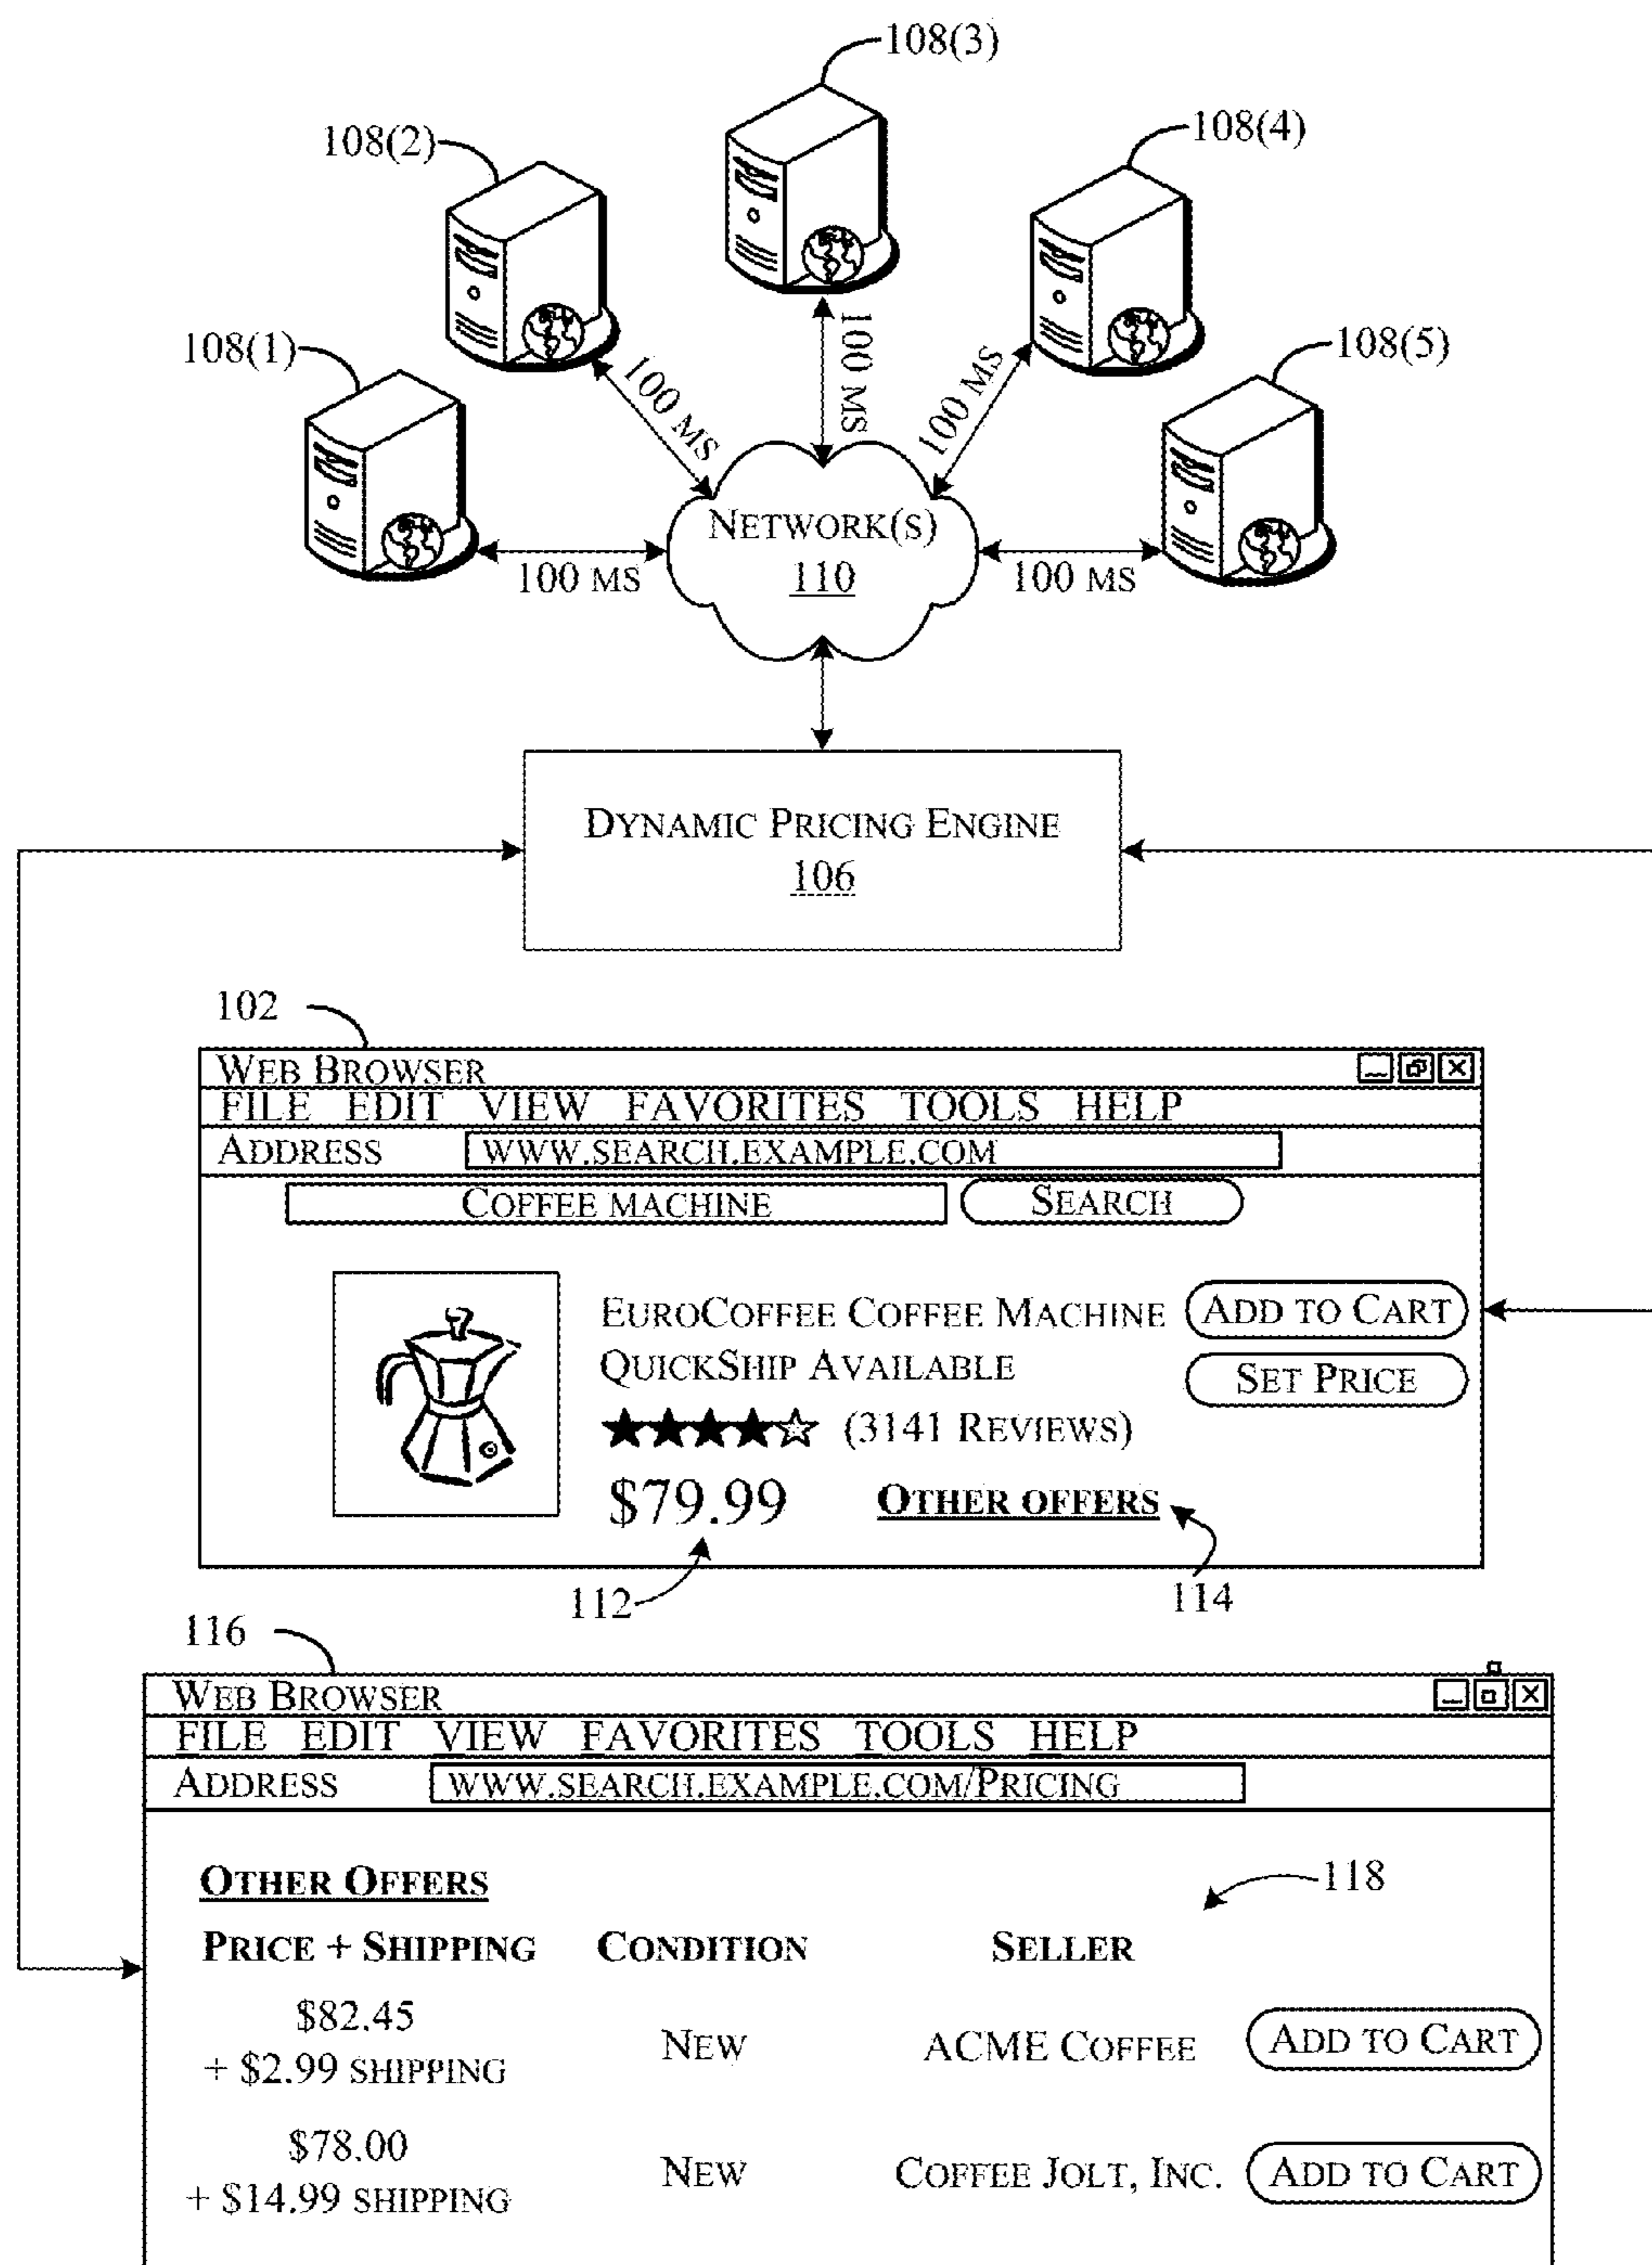 108(3)
108(2)
108(4)
108(1)
108(5)
100 MS
100 MS
100 MS
100 MS
100 MS
NETWORK(S)
110
DYNAMIC PRICING ENGINE
106
102
WEB BROWSER
FILE EDIT VIEW FAVORITES TOOLS HELP
ADDRESS WWW.SEARCH.EXAMPLE.COM
COFFEE MACHINE SEARCH
EUROCOFFEE COFFEE MACHINE ADD TO CART
QUICKSHIP AVAILABLE SET PRICE
(3141 REVIEWS)
$79.99 OTHER OFFERS
112 114
116
WEB BROWSER
FILE EDIT VIEW FAVORITES TOOLS HELP
ADDRESS WWW.SEARCH.EXAMPLE.COM/PRICING
OTHER OFFERS 118
PRICE + SHIPPING CONDITION SELLER
$82.45
+ $2.99 SHIPPING NEW ACME COFFEE ADD TO CART
$78.00
+ $14.99 SHIPPING NEW COFFEE JOLT, INC. ADD TO CART